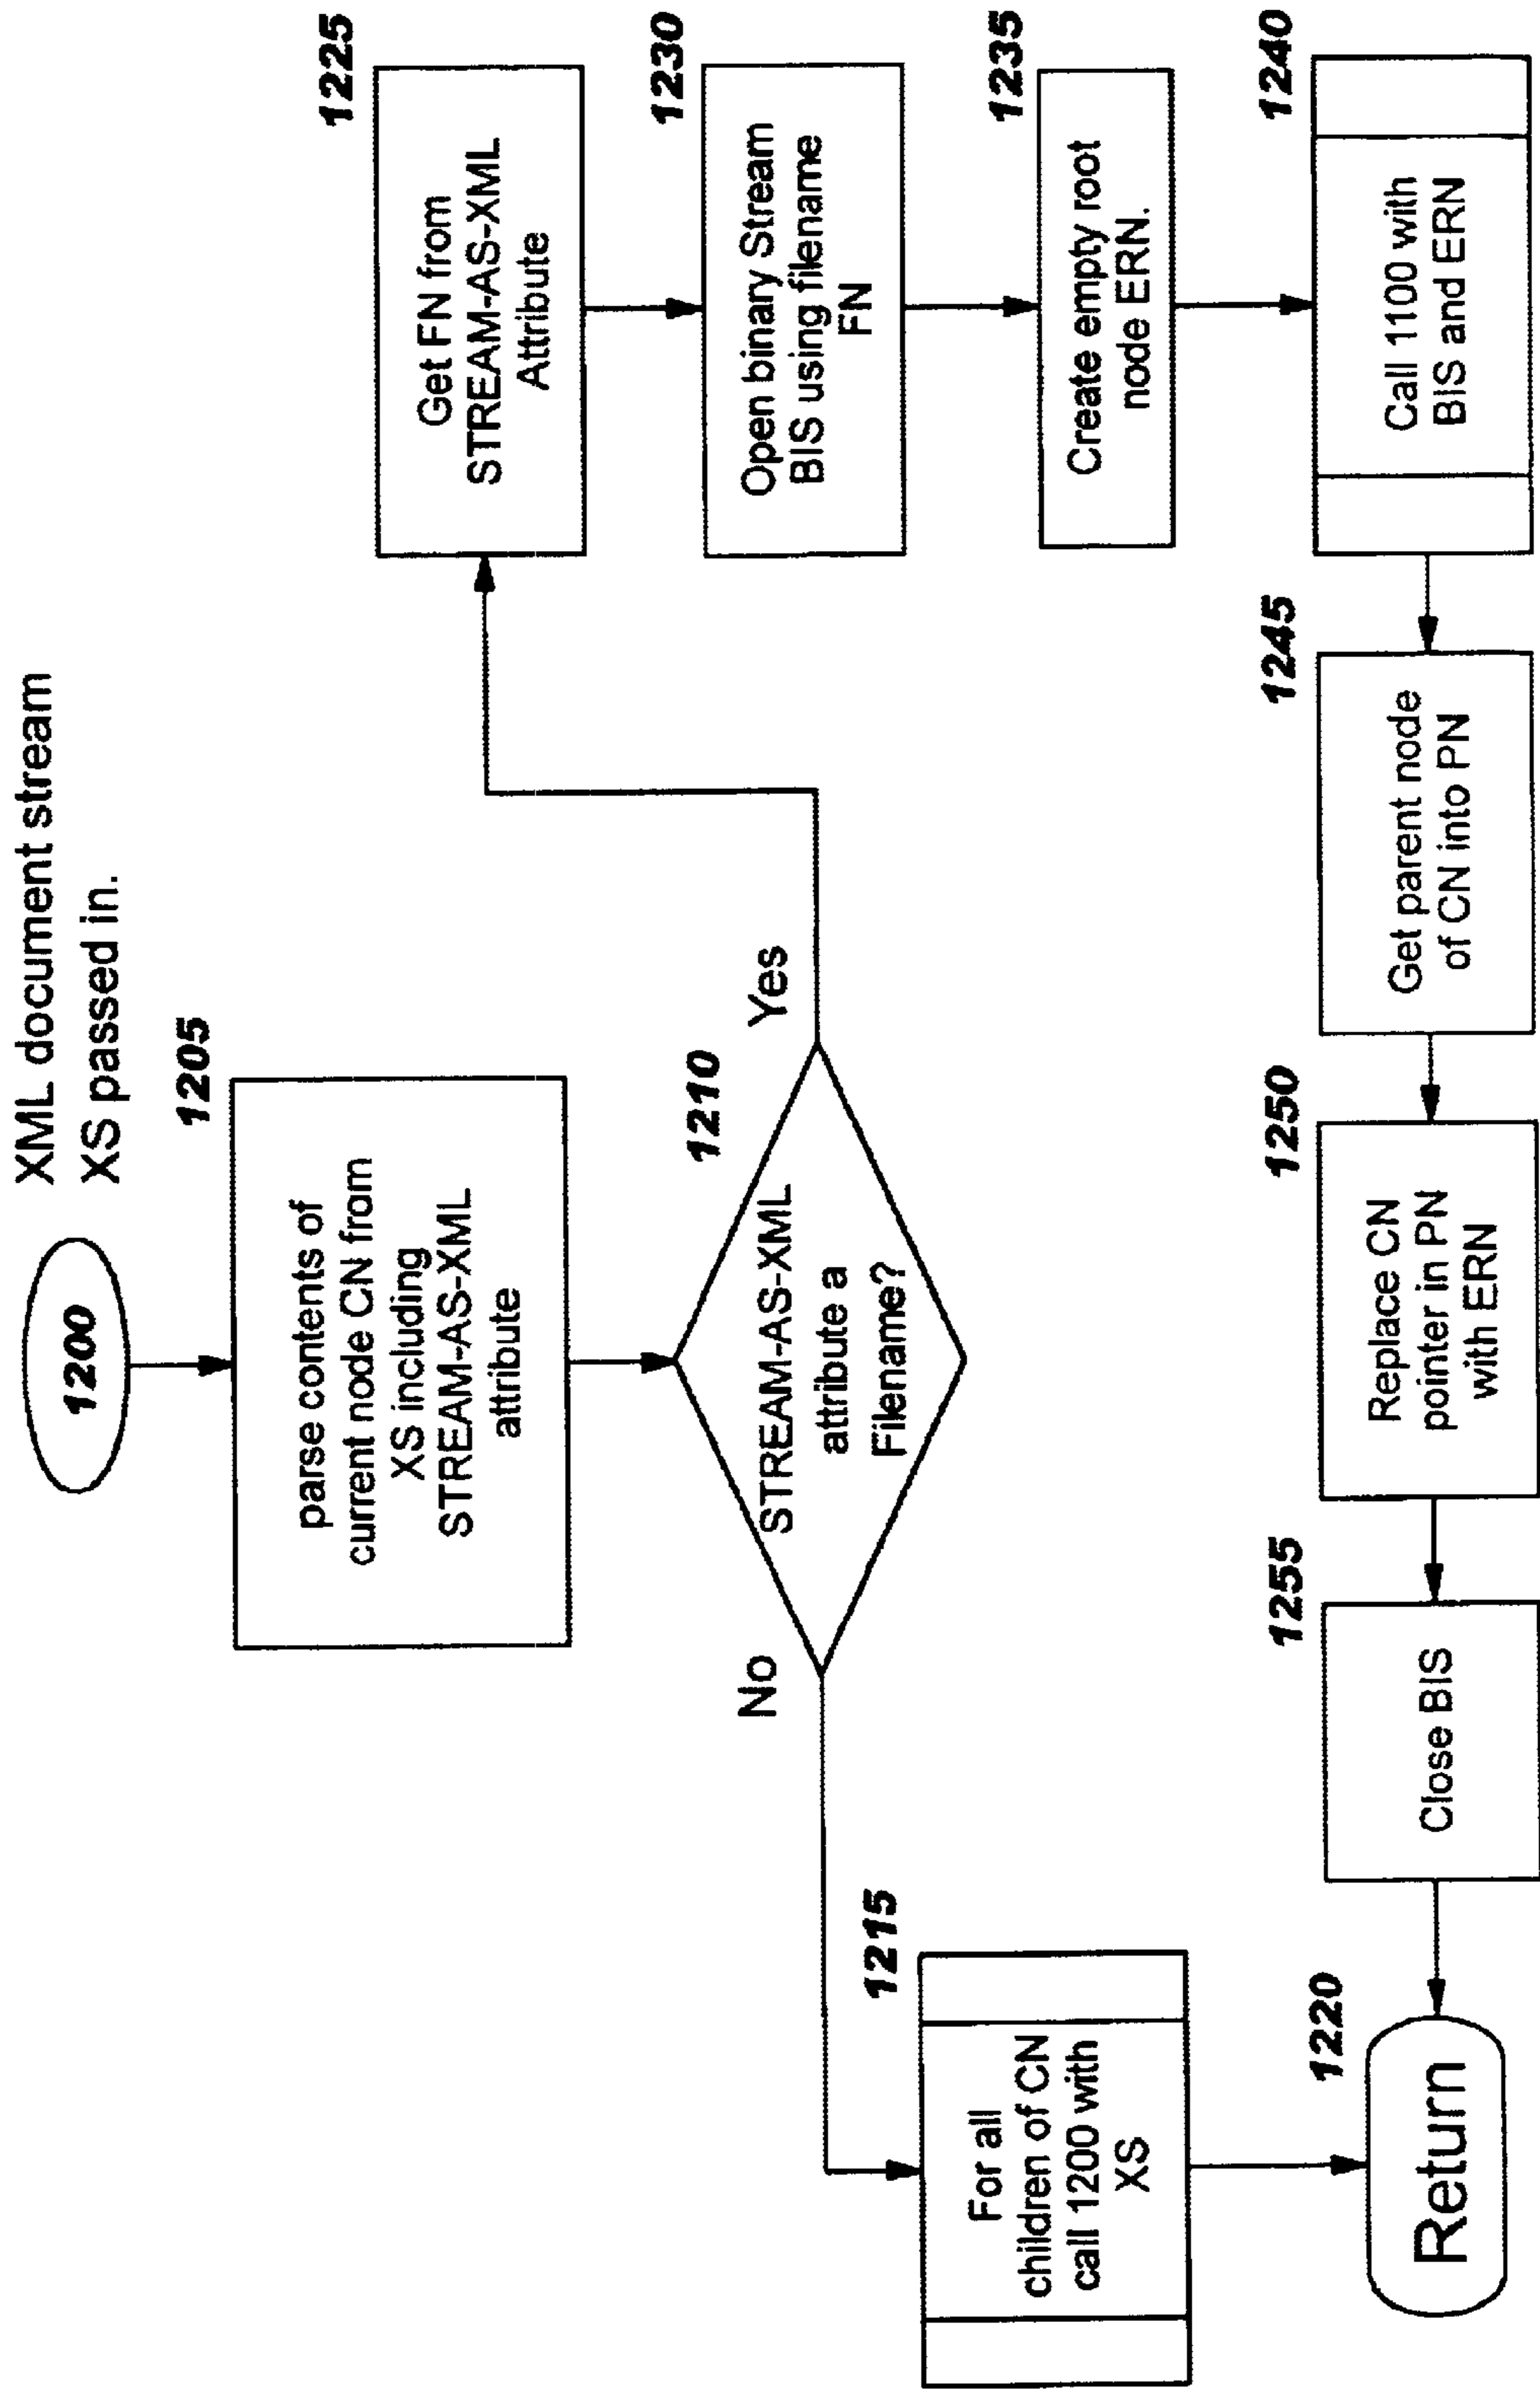 XML document stream
XS passed in.
1200
1205
parse contents of
current node CN from
XS including
STREAM-AS-XML
attribute
1210
STREAM-AS-XML
attribute a
Filename?
No
Yes
1215
For all
children of CN
call 1200 with
XS
1220
Return
1225
Get FN from
STREAM-AS-XML
Attribute
1230
Open binary Stream
BIS using filename
FN
1235
Create empty root
node ERN.
1240
Call 1100 with
BIS and ERN
1245
Get parent node
of CN into PN
1250
Replace CN
pointer in PN
with ERN
1255
Close BIS